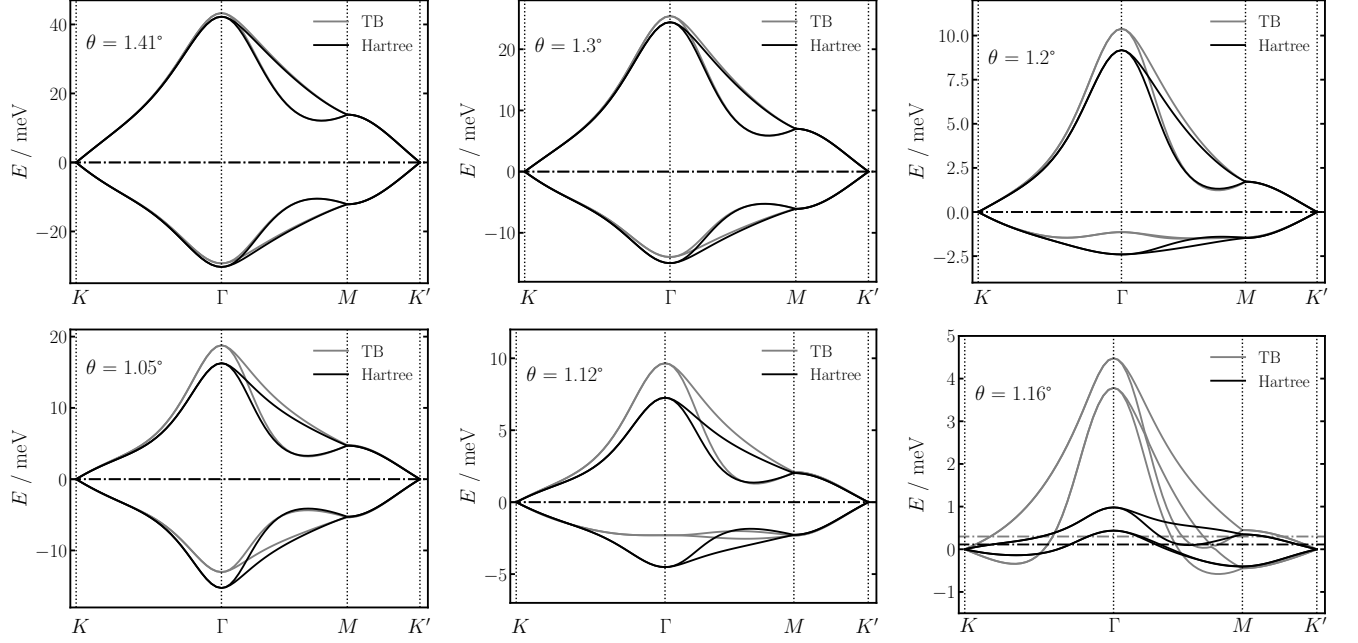 40
20
0
−20
E / meV
θ = 1.41°
TB
Hartree
K Γ M K′
20
10
0
−10
E / meV
θ = 1.3°
TB
Hartree
K Γ M K′
10.0
7.5
5.0
2.5
0.0
−2.5
E / meV
θ = 1.2°
TB
Hartree
K Γ M K′
20
10
0
−10
E / meV
θ = 1.05°
TB
Hartree
K Γ M K′
10
5
0
−5
E / meV
θ = 1.12°
TB
Hartree
K Γ M K′
5
4
3
2
1
0
−1
E / meV
θ = 1.16°
TB
Hartree
K Γ M K′